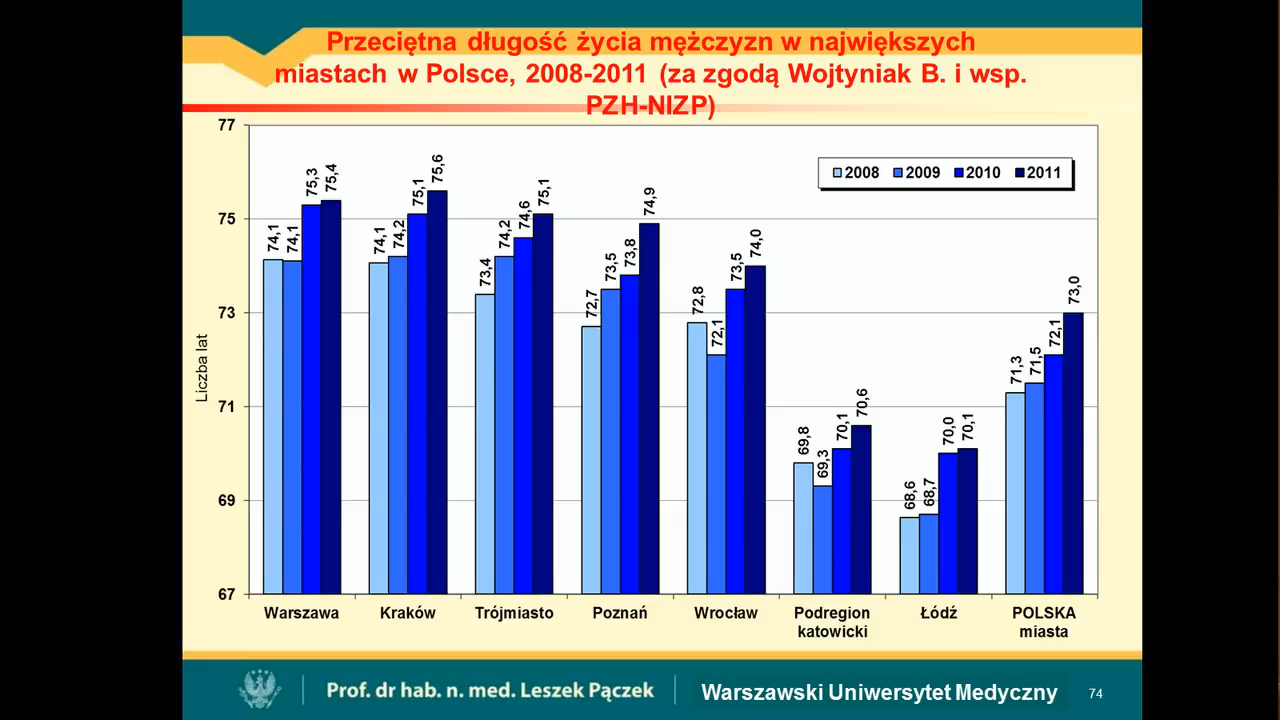 Przeciętna długość życia mężczyzn w największych
miastach w Polsce, 2008-2011 (za zgodą Wojtyniak B. i wsp.
PZH-NIZP)
2008 2009 2010 2011
Liczba lat
77
75
73
71
69
67
74,1 74,1 75,3 75,4
74,1 74,2 75,1 75,6
73,4 74,2 74,6 75,1
72,7 73,5 73,8 74,9
72,8 72,1 73,5 74,0
69,8 69,3 70,1 70,6
68,6 68,7 70,0 70,1
71,3 71,5 72,1 73,0
Warszawa
Kraków
Trójmiasto
Poznań
Wrocław
Podregion
katowicki
Łódź
POLSKA
miasta
Prof. dr hab. n. med. Leszek Pączek
Warszawski Uniwersytet Medyczny
74